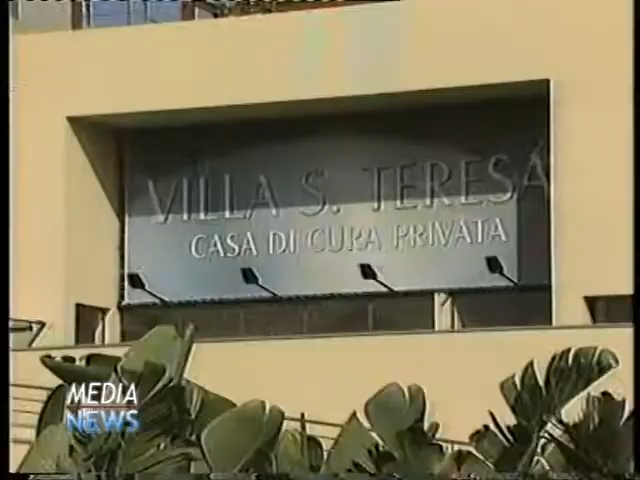 VILLA S. TERESA
CASA DI CURA PRIVATA
MEDIA
NEWS